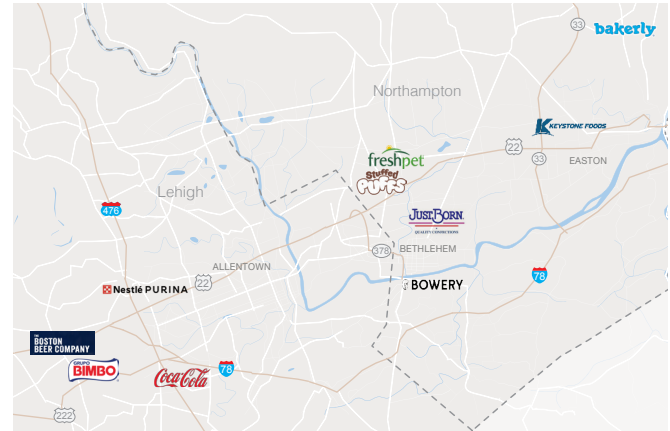 33
bakerly
Northampton
KEYSTONE FOODS
22
freshpet
33
EASTON
Stuffed
PUFFS
Lehigh
476
JUST BORN
QUALITY CONFECTIONS
378
BETHLEHEM
ALLENTOWN
78
22
Nestlé PURINA
BOWERY
THE
BOSTON
BEER COMPANY
GRUPO
BIMBO
Coca-Cola
78
222